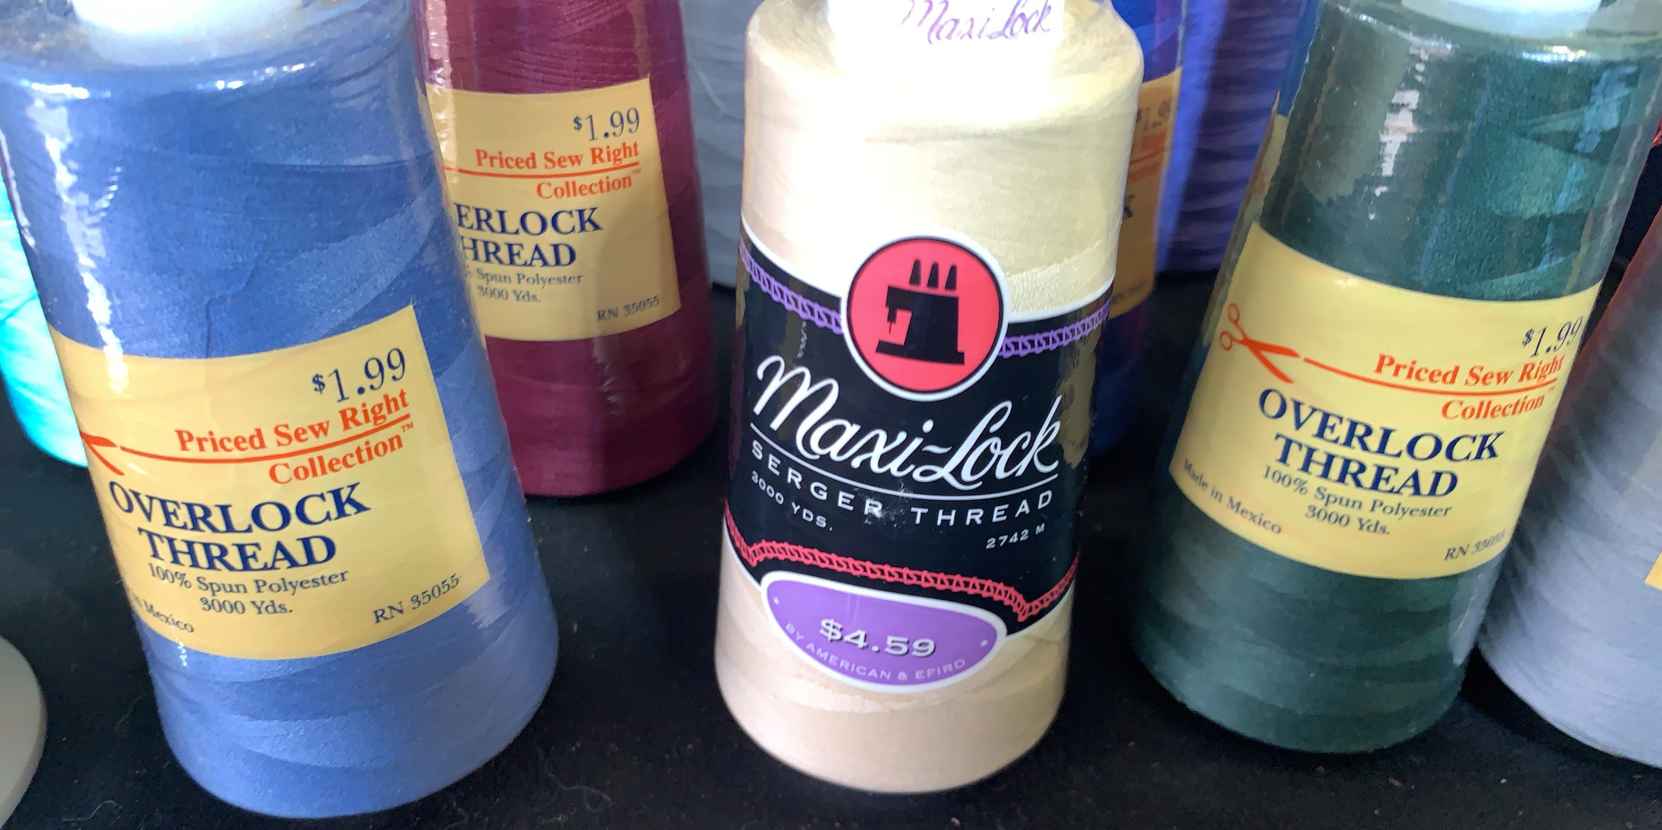 $1.99
Priced Sew Right
Collection™
OVERLOCK
THREAD
100% Spun Polyester
3000 Yds.
Mexico
RN 35055
$1.99
Priced Sew Right
Collection™
ERLOCK
HREAD
Spun Polyester
3000 Yds.
RN 35055
Maxi-Lock
Maxi-Lock
SERGER THREAD
3000 YDS.
2742 M
$4.59
BY AMERICAN & EFIRD
$1.99
Priced Sew Right
Collection
OVERLOCK
THREAD
100% Spun Polyester
3000 Yds.
Made in Mexico
RN 35055